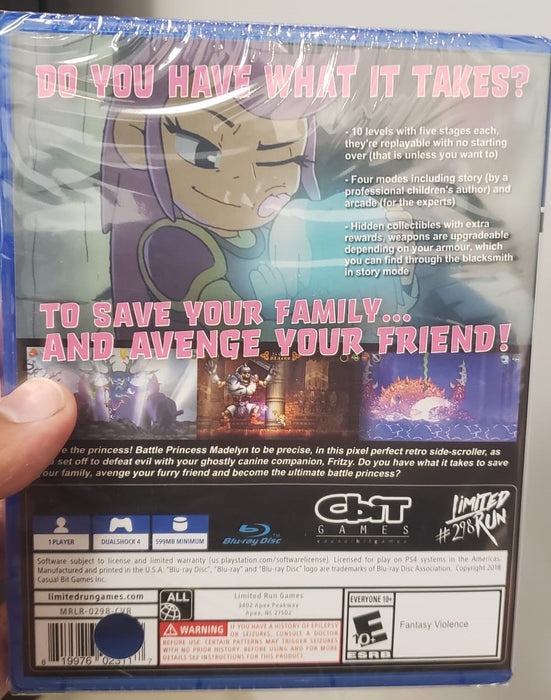 DO YOU HAVE WHAT IT TAKES?
- 10 levels with five stages each,
they're replayable with no starting
over (that is unless you want to)
- Four modes including story (by a
professional children's author) and
arcade (for the experts)
- Hidden collectibles with extra
rewards, weapons are upgradeable
depending on your armour, which
you can find through the blacksmith
in story mode
TO SAVE YOUR FAMILY...
AND AVENGE YOUR FRIEND!
the princess! Battle Princess Madelyn to be precise, in this pixel perfect retro side-scroller, as
set off to defeat evil with your ghostly canine companion, Fritzy. Do you have what it takes to save
our family, avenge your furry friend and become the ultimate battle princess?
1 PLAYER
DUALSHOCK 4
599MB MINIMUM
Blu-ray Disc
TM
CBIT
GAMES
casualbitgames
LIMITED
RUN
#298
Software subject to license and limited warranty (us.playstation.com/softwarelicense). Licensed for play on PS4 systems in the Americas.
Manufactured and printed in the U.S.A. "Blu-ray Disc", "Blu-ray" and "Blu-ray Disc" logo are trademarks of Blu-ray Disc Association. Copyright 2018
Casual Bit Games Inc.
limitedrungames.com
MRLR-0298-CVR
8 19976 02311 7
ALL
Limited Run Games
3402 Apex Peakway
Apex, NC 27502
WARNING
IF YOU HAVE A HISTORY OF EPILEPSY
OR SEIZURES, CONSULT A DOCTOR
BEFORE USE. CERTAIN PATTERNS MAY TRIGGER SEIZURES
WITH NO PRIOR HISTORY. BEFORE USING AND FOR MORE
DETAILS SEE INSTRUCTIONS FOR THIS PRODUCT.
EVERYONE 10+
E
10+
ESRB
Fantasy Violence